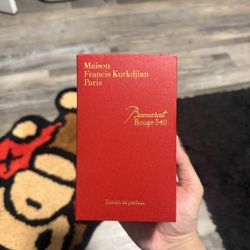 Maison
Francis Kurkdjian
Paris
Baccarat
Rouge 540
Extrait de parfum